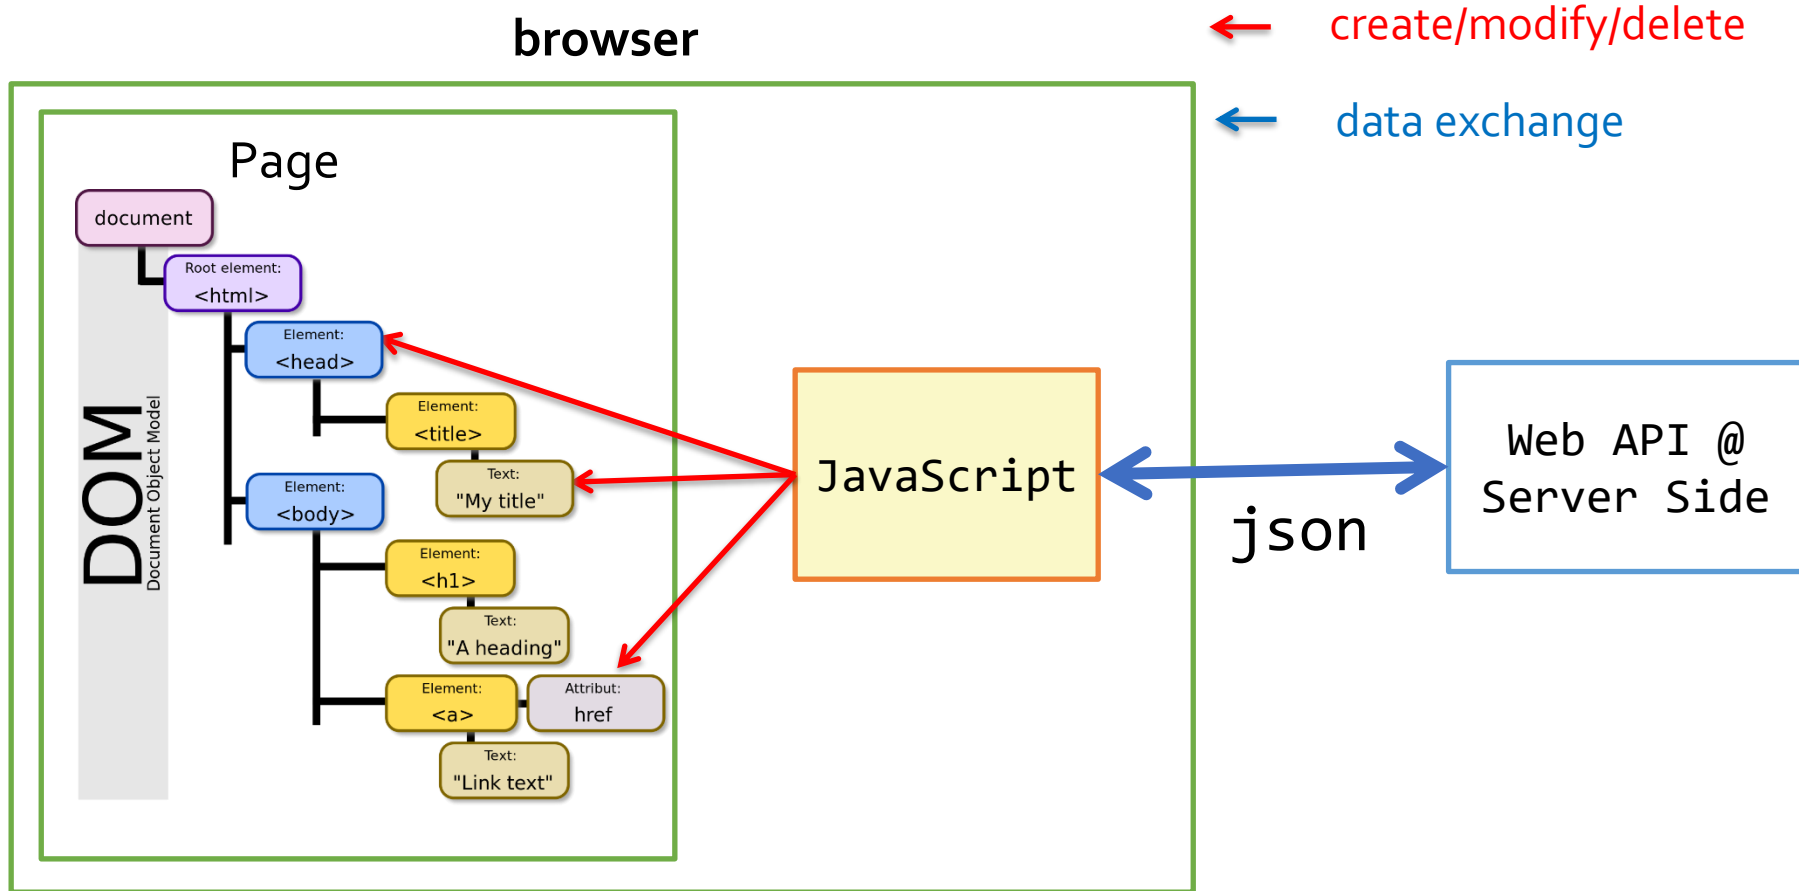 browser
create/modify/delete
data exchange
Page
document
Root element:
<html>
Element:
<head>
Element:
<title>
Text:
"My title"
Element:
<body>
Element:
<h1>
Text:
"A heading"
Element:
<a>
Attribut:
href
Text:
"Link text"
DOM
Document Object Model
JavaScript
json
Web API @
Server Side